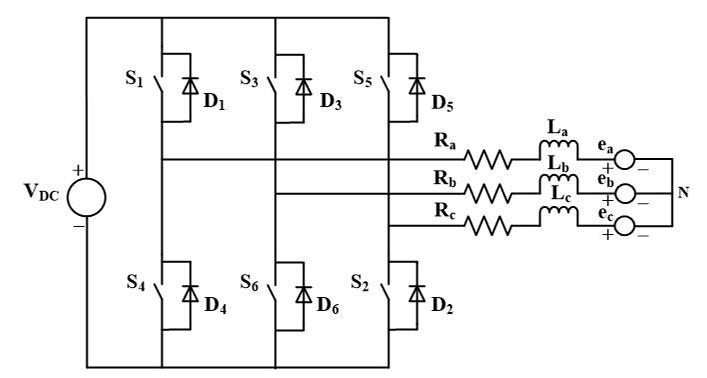 S1 D1 S3 D3 S5 D5
Ra La ea
+ −
Rb Lb eb
+ −
N
Rc Lc ec
+ −
+
VDC
−
S4 D4 S6 D6 S2 D2